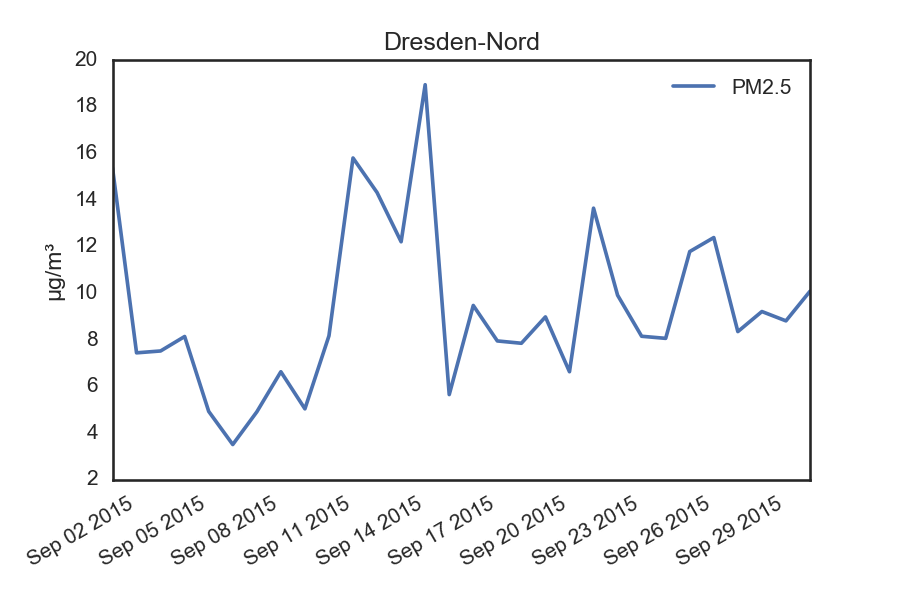 Dresden-Nord
20
18
16
14
12
10
8
6
4
2
µg/m³
PM2.5
Sep 02 2015
Sep 05 2015
Sep 08 2015
Sep 11 2015
Sep 14 2015
Sep 17 2015
Sep 20 2015
Sep 23 2015
Sep 26 2015
Sep 29 2015